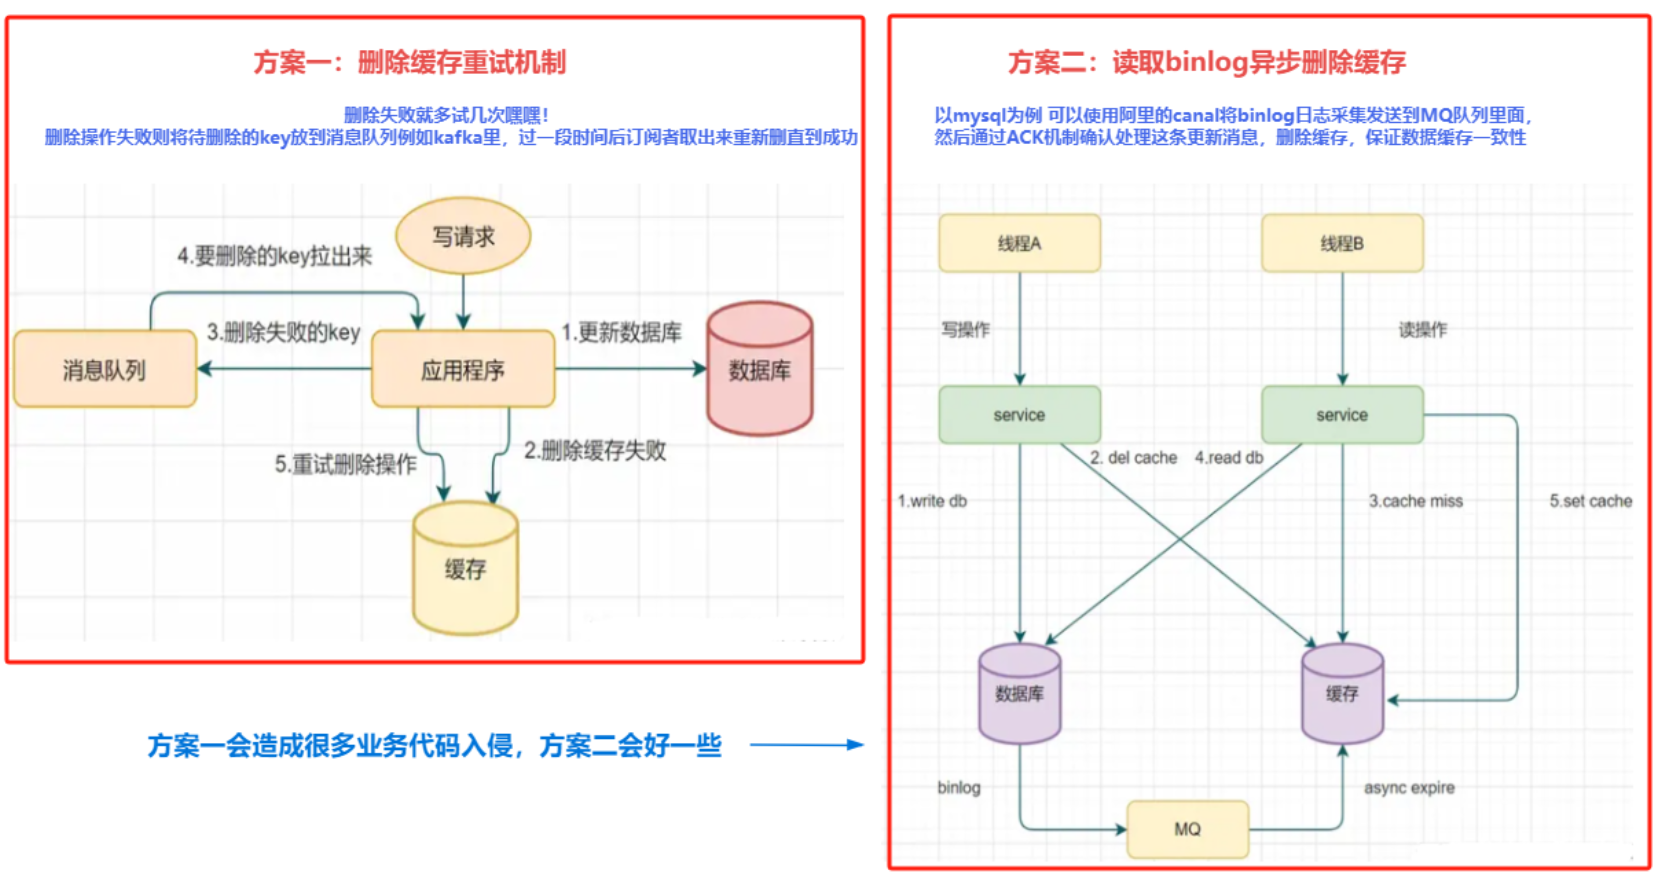 方案一：删除缓存重试机制
删除失败就多试几次嘿嘿！
删除操作失败则将待删除的key放到消息队列例如kafka里，过一段时间后订阅者取出来重新删直到成功
写请求
4.要删除的key拉出来
3.删除失败的key
1.更新数据库
消息队列
应用程序
数据库
5.重试删除操作
2.删除缓存失败
缓存
方案一会造成很多业务代码入侵，方案二会好一些
方案二：读取binlog异步删除缓存
以mysql为例 可以使用阿里的canal将binlog日志采集发送到MQ队列里面，
然后通过ACK机制确认处理这条更新消息，删除缓存，保证数据缓存一致性
线程A
线程B
写操作
读操作
service
service
2. del cache
4.read db
1.write db
3.cache miss
5.set cache
数据库
缓存
binlog
async expire
MQ